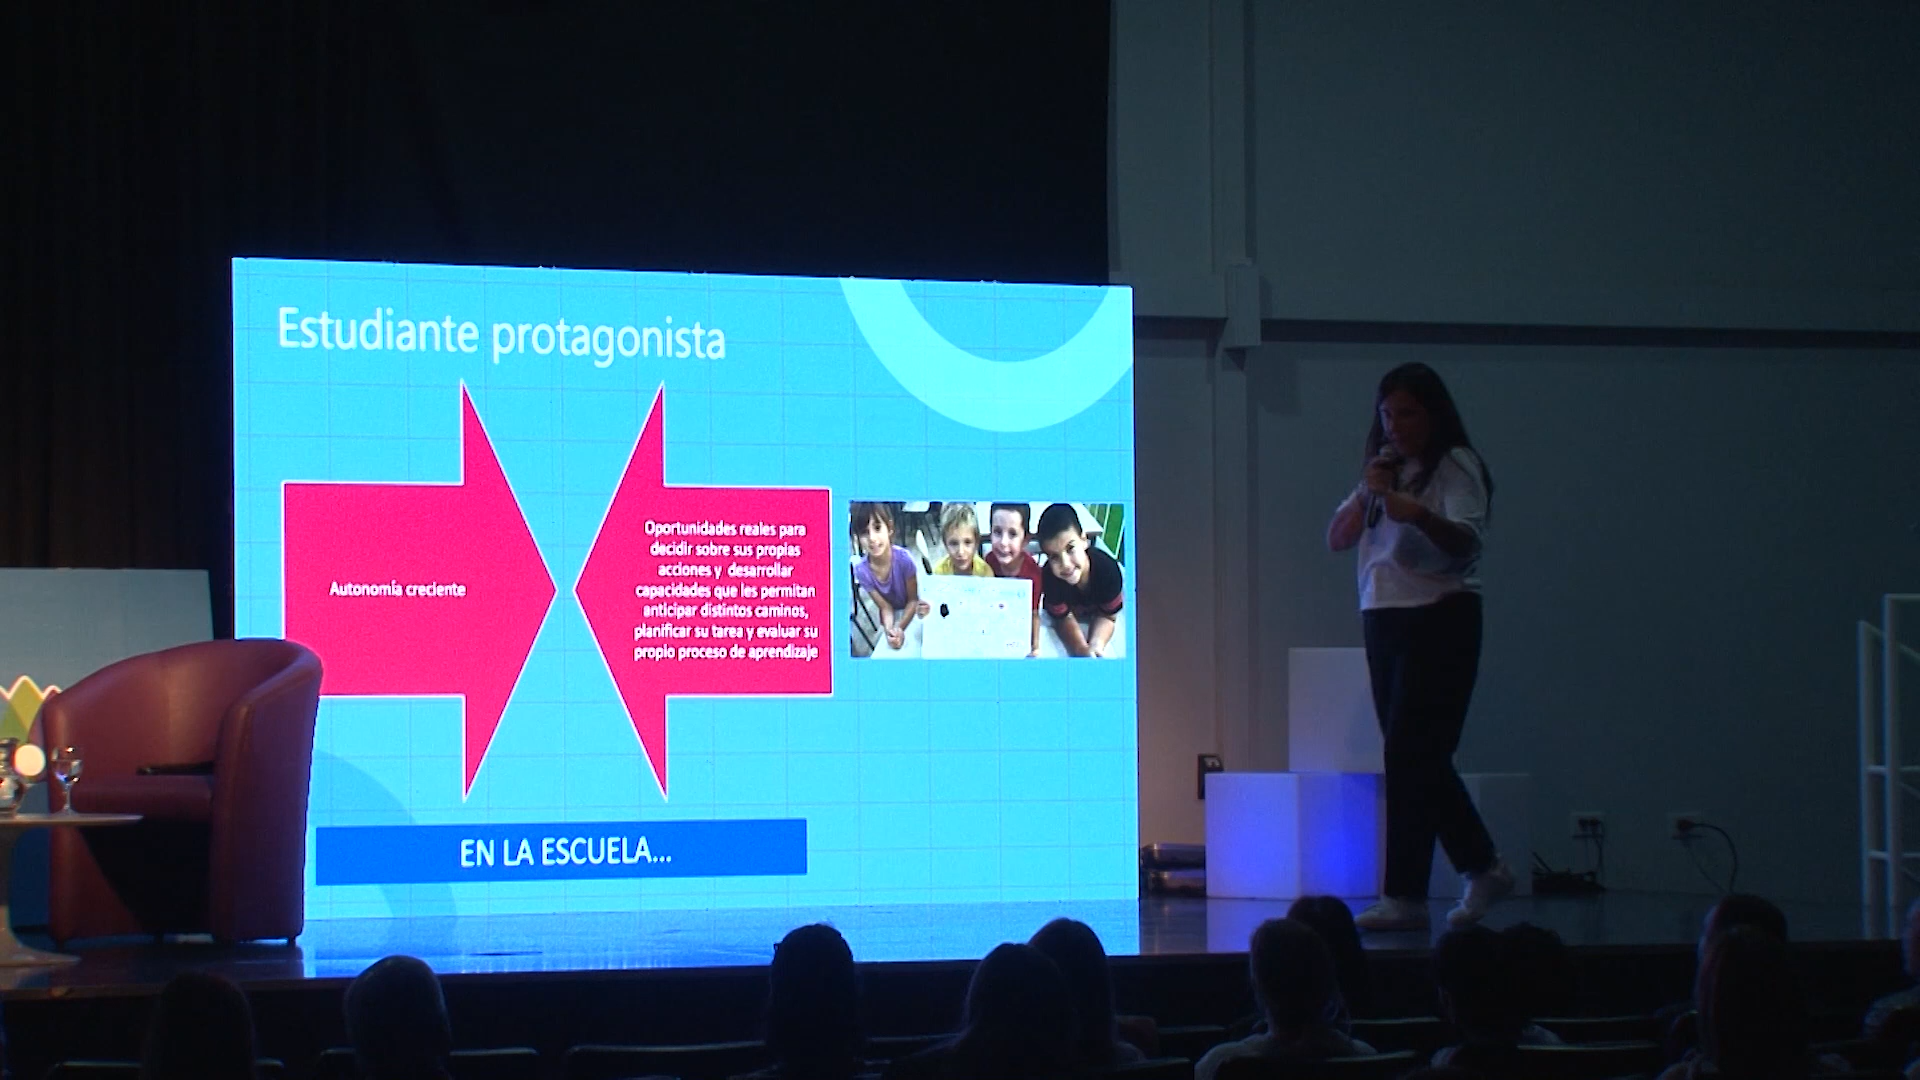 Estudiante protagonista
Autonomía creciente
Oportunidades reales para
decidir sobre sus propias
acciones y desarrollar
capacidades que les permitan
anticipar distintos caminos,
planificar su tarea y evaluar su
propio proceso de aprendizaje
EN LA ESCUELA...